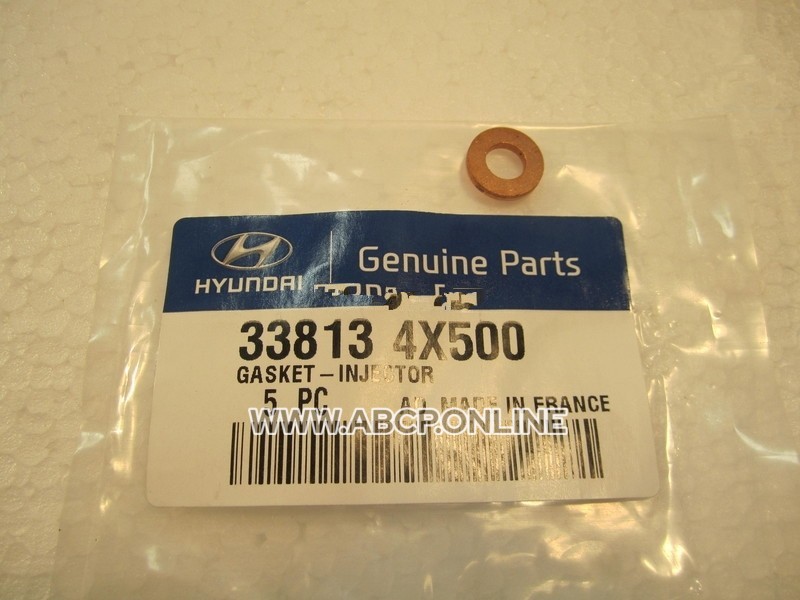 HYUNDAI
Genuine Parts
33813 4X500
GASKET-INJECTOR
5 PC
MADE IN FRANCE
WWW.ABCP.ONLINE